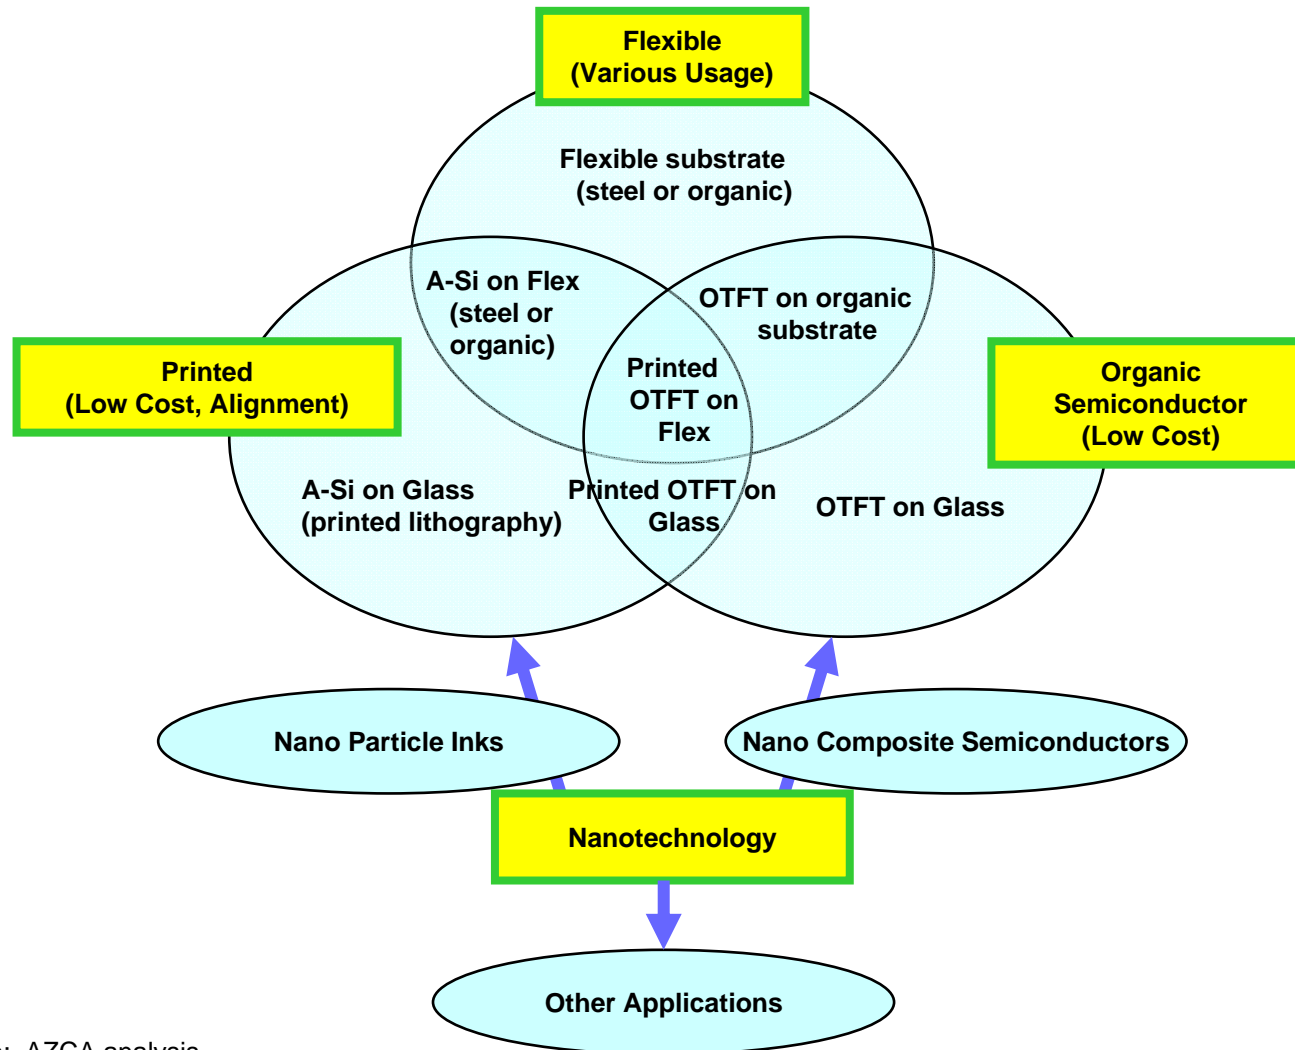 Flexible
(Various Usage)
Flexible substrate
(steel or organic)
A-Si on Flex
(steel or
organic)
OTFT on organic
substrate
Printed
(Low Cost, Alignment)
Printed
OTFT on
Flex
Organic
Semiconductor
(Low Cost)
A-Si on Glass
(printed lithography)
Printed OTFT on
Glass
OTFT on Glass
Nano Particle Inks
Nano Composite Semiconductors
Nanotechnology
Other Applications
AZCA analysis